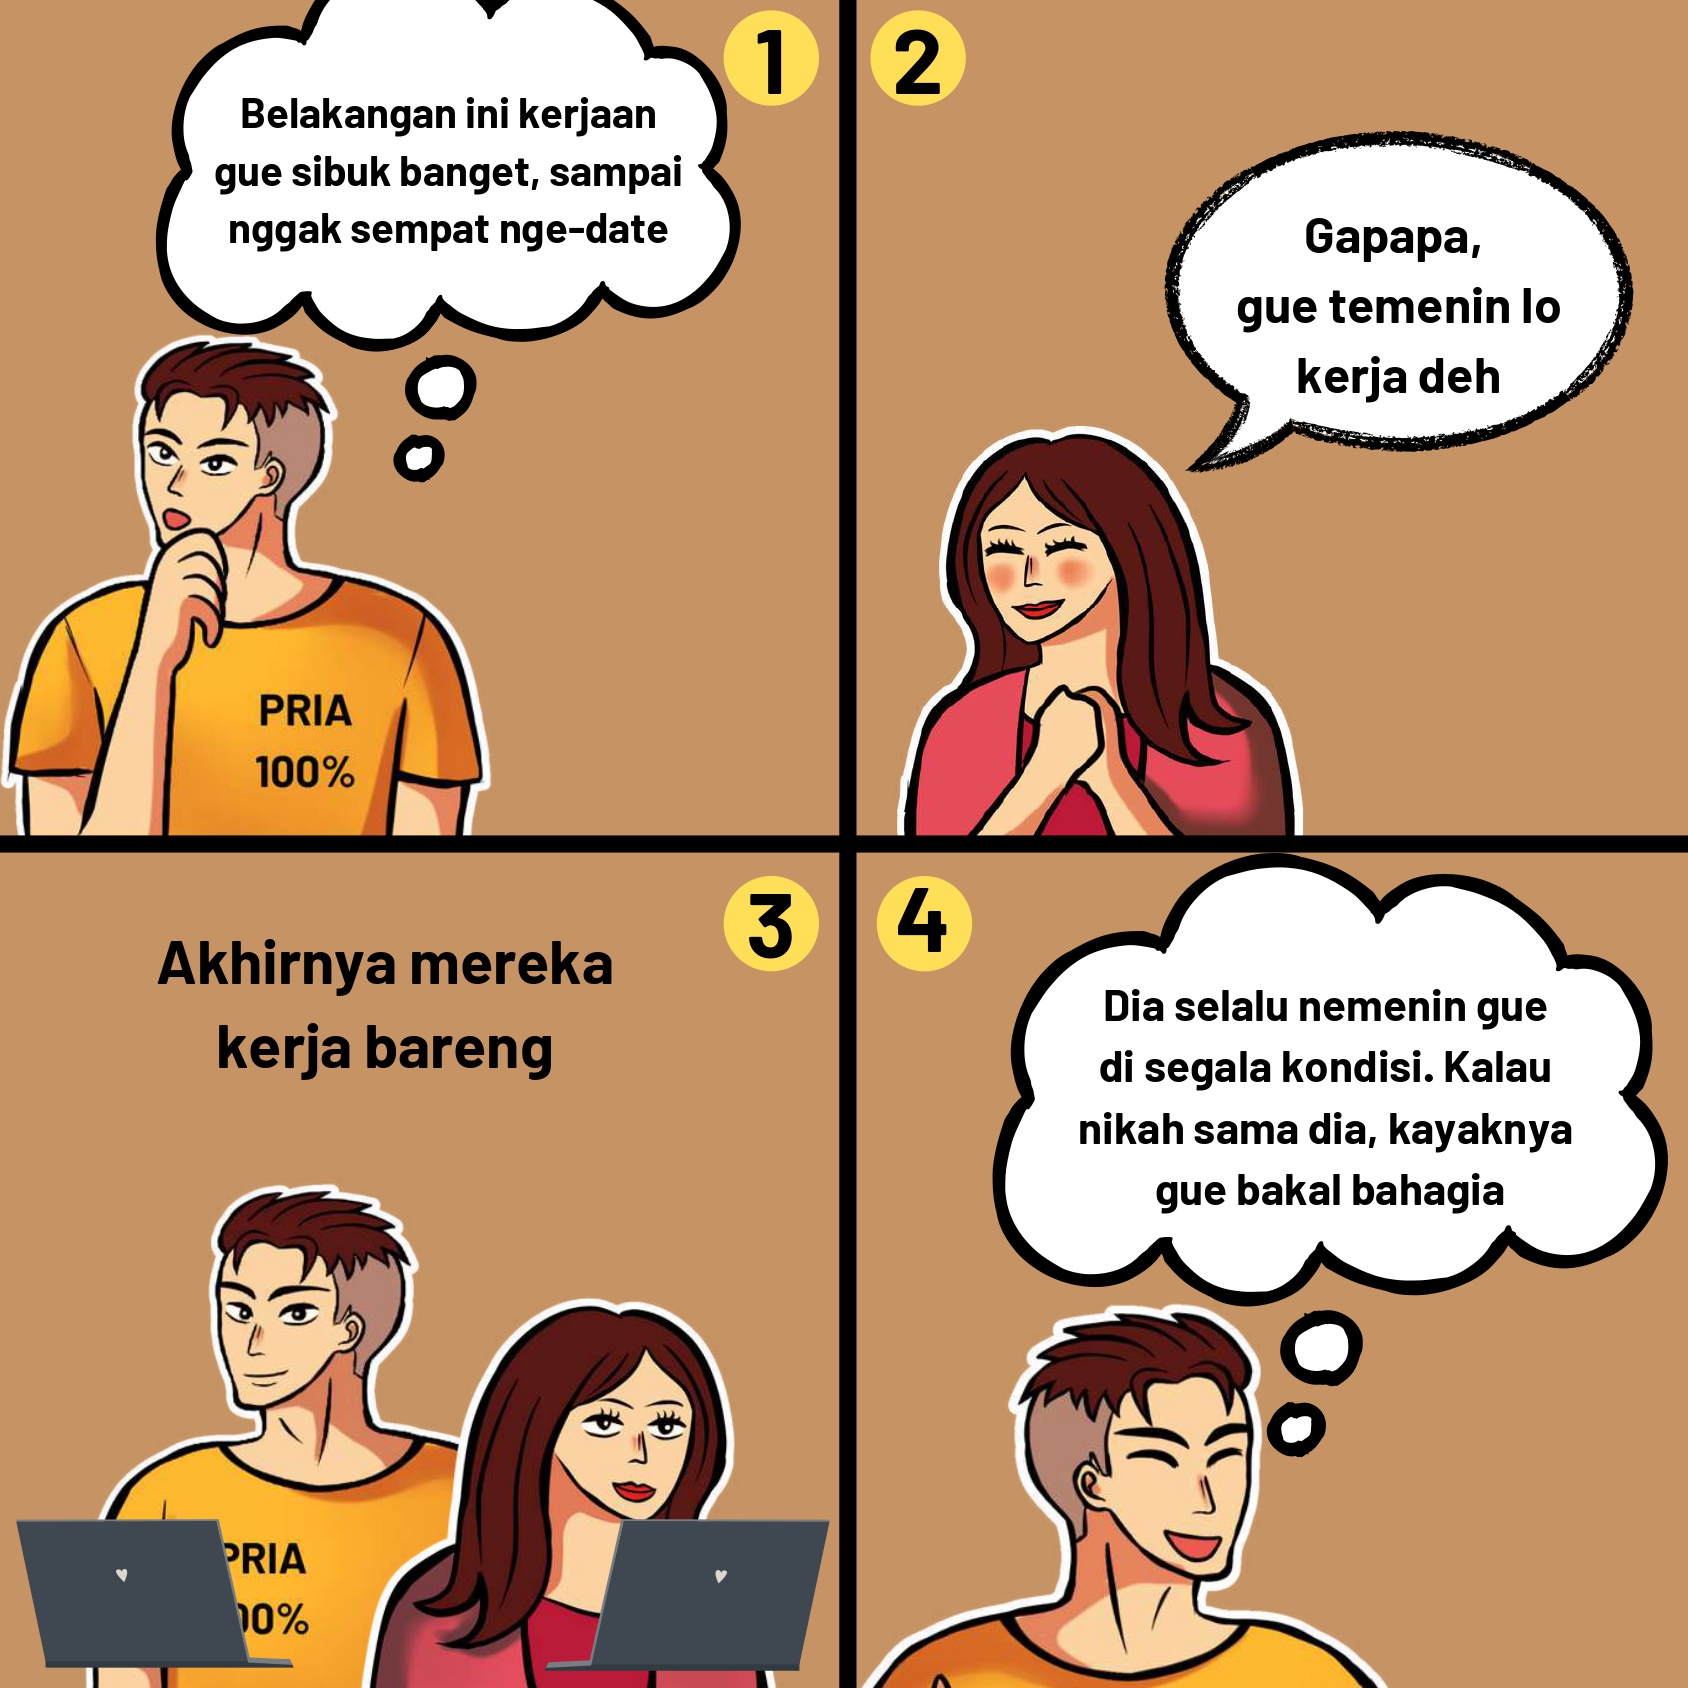 1
Belakangan ini kerjaan
gue sibuk banget, sampai
nggak sempat nge-date
PRIA
100%
2
Gapapa,
gue temenin lo
kerja deh
3
Akhirnya mereka
kerja bareng
PRIA
00%
4
Dia selalu nemenin gue
di segala kondisi. Kalau
nikah sama dia, kayaknya
gue bakal bahagia